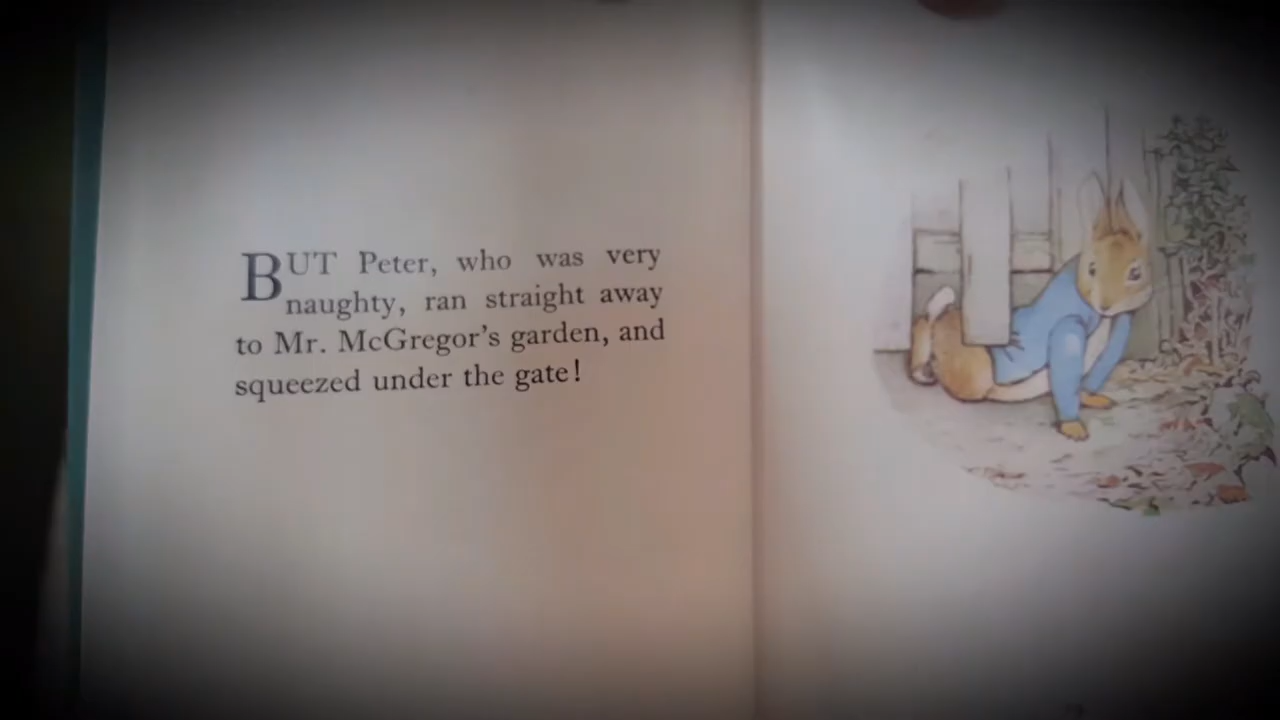 BUT Peter, who was very
naughty, ran straight away
to Mr. McGregor's garden, and
squeezed under the gate!